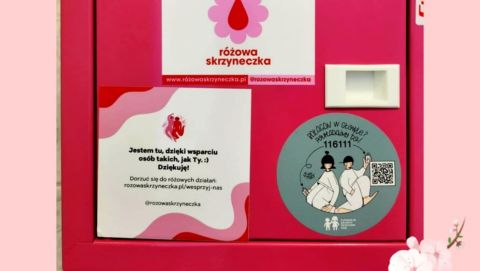 różowa
skrzyneczka
www.różowaskrzyneczka.pl @rozowaskrzyneczka
Jestem tu, dzięki wsparciu
osób takich, jak Ty. :)
Dziękuję!
Dorzuć się do różowych działań:
rozowaskrzyneczka.pl/wesprzyj-nas
@rozowaskrzyneczka
116111